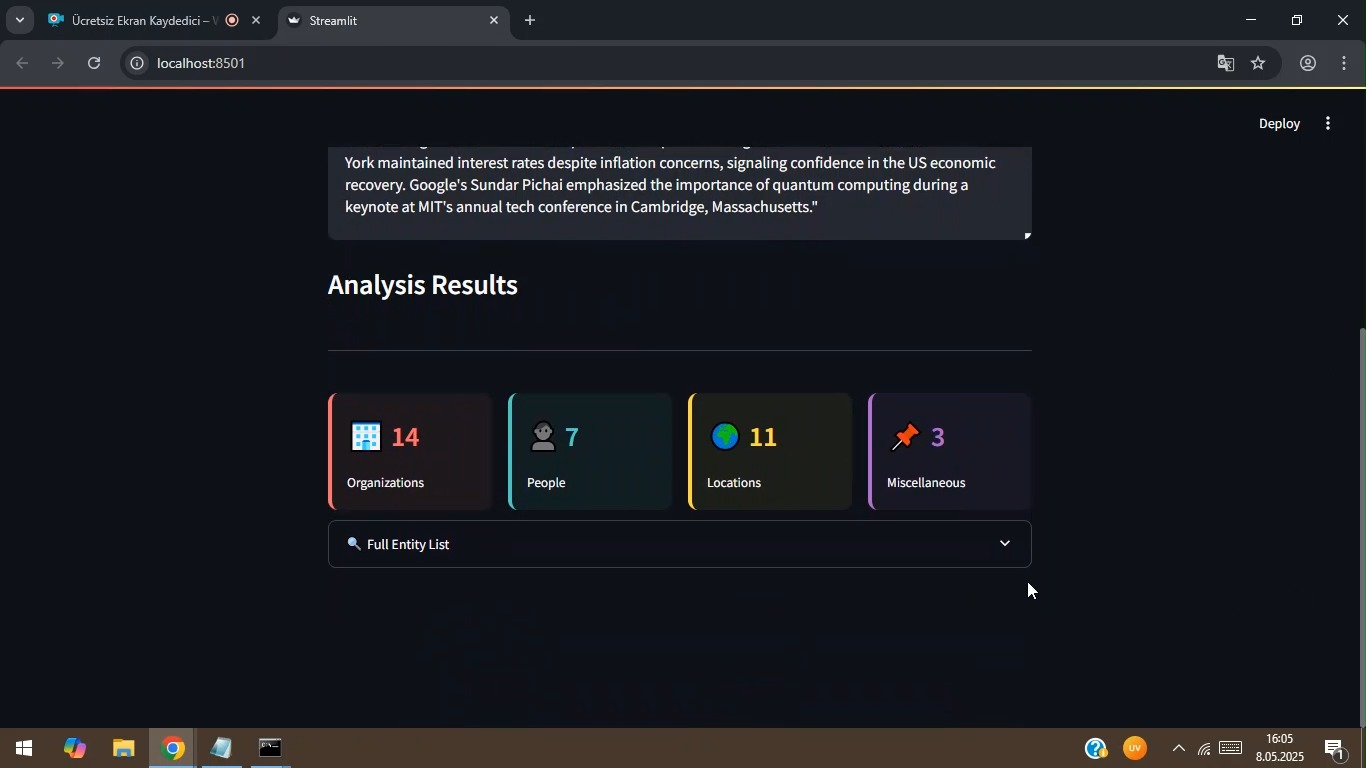 Ücretsiz Ekran Kaydedici –
Streamlit
localhost:8501
Deploy
York maintained interest rates despite inflation concerns, signaling confidence in the US economic
recovery. Google's Sundar Pichai emphasized the importance of quantum computing during a
keynote at MIT's annual tech conference in Cambridge, Massachusetts."
Analysis Results
14
Organizations
7
People
11
Locations
3
Miscellaneous
Full Entity List
UV
16:05
8.05.2025
1